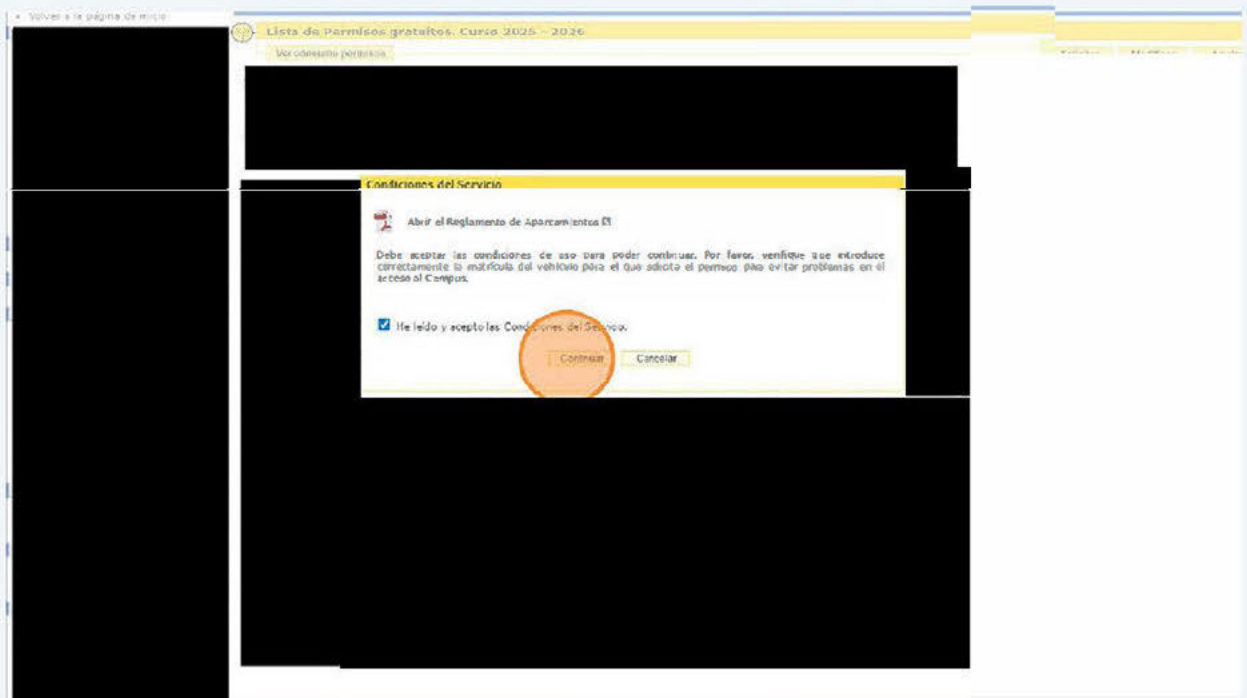 Volver a la página de inicio
Lista de Permisos gratuitos. Curso 2025 - 2026
Ver consulta permisos
Condiciones del Servicio
Abrir el Reglamento de Aparcamientos
Debe aceptar las condiciones de uso para poder continuar. Por favor, verifique que introduce
correctamente la matrícula del vehículo para el que solicita el permiso para evitar problemas en el
acceso al Campus.
He leído y acepto las Condiciones del Servicio.
Continuar Cancelar